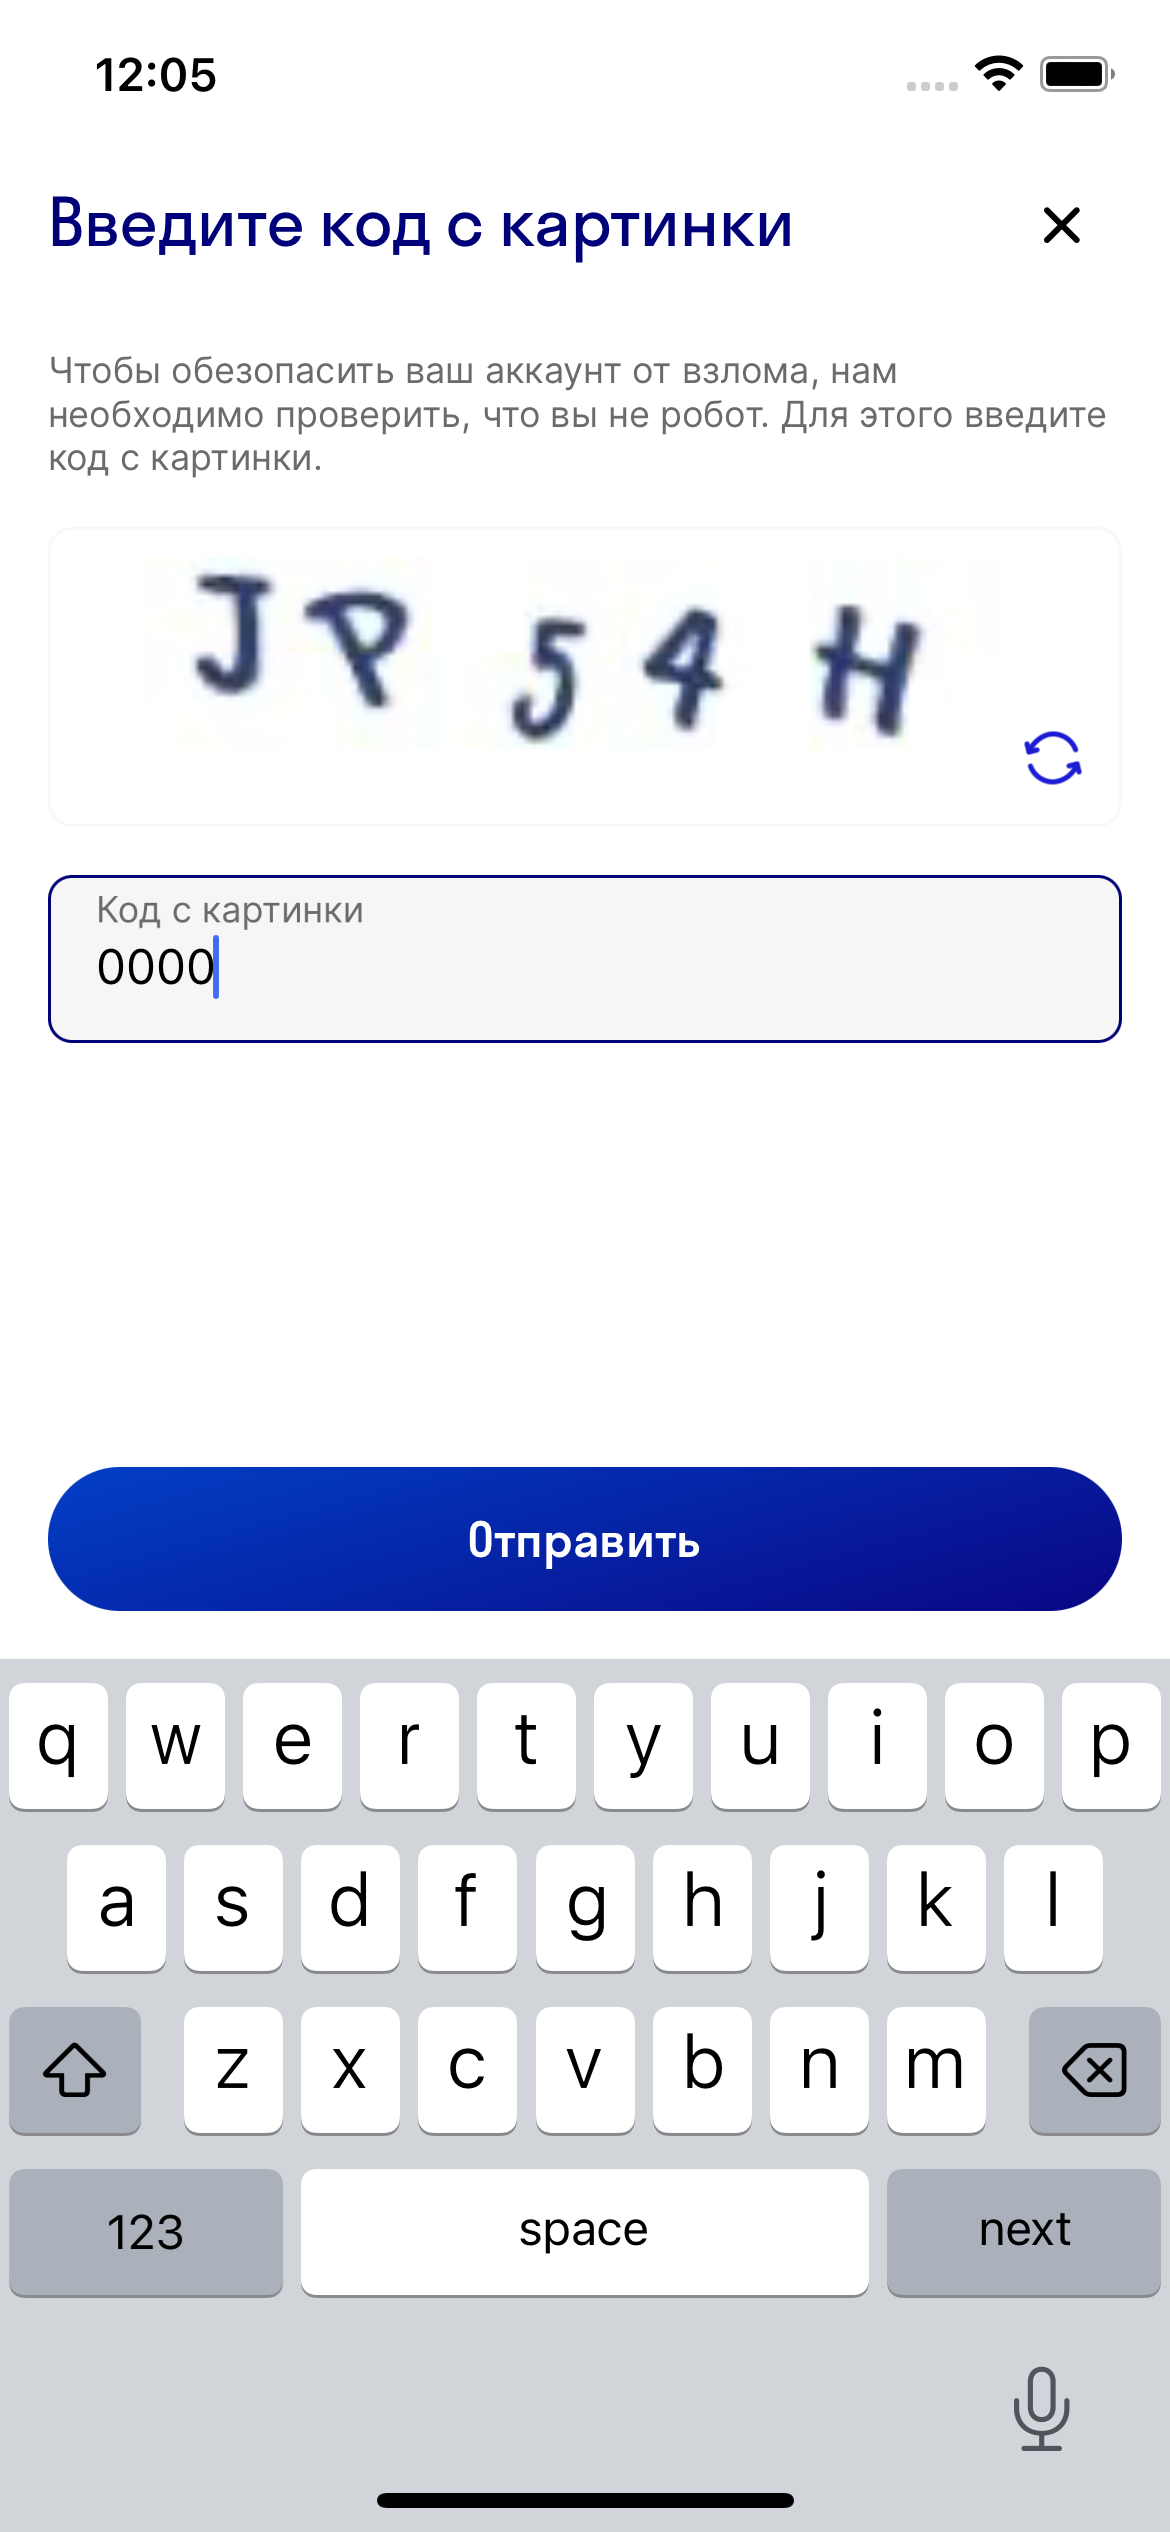 12:05
Введите код с картинки
Чтобы обезопасить ваш аккаунт от взлома, нам
необходимо проверить, что вы не робот. Для этого введите
код с картинки.
JP54H
Код с картинки
0000
Отправить
q w e r t y u i o p
a s d f g h j k l
z x c v b n m
123 space next